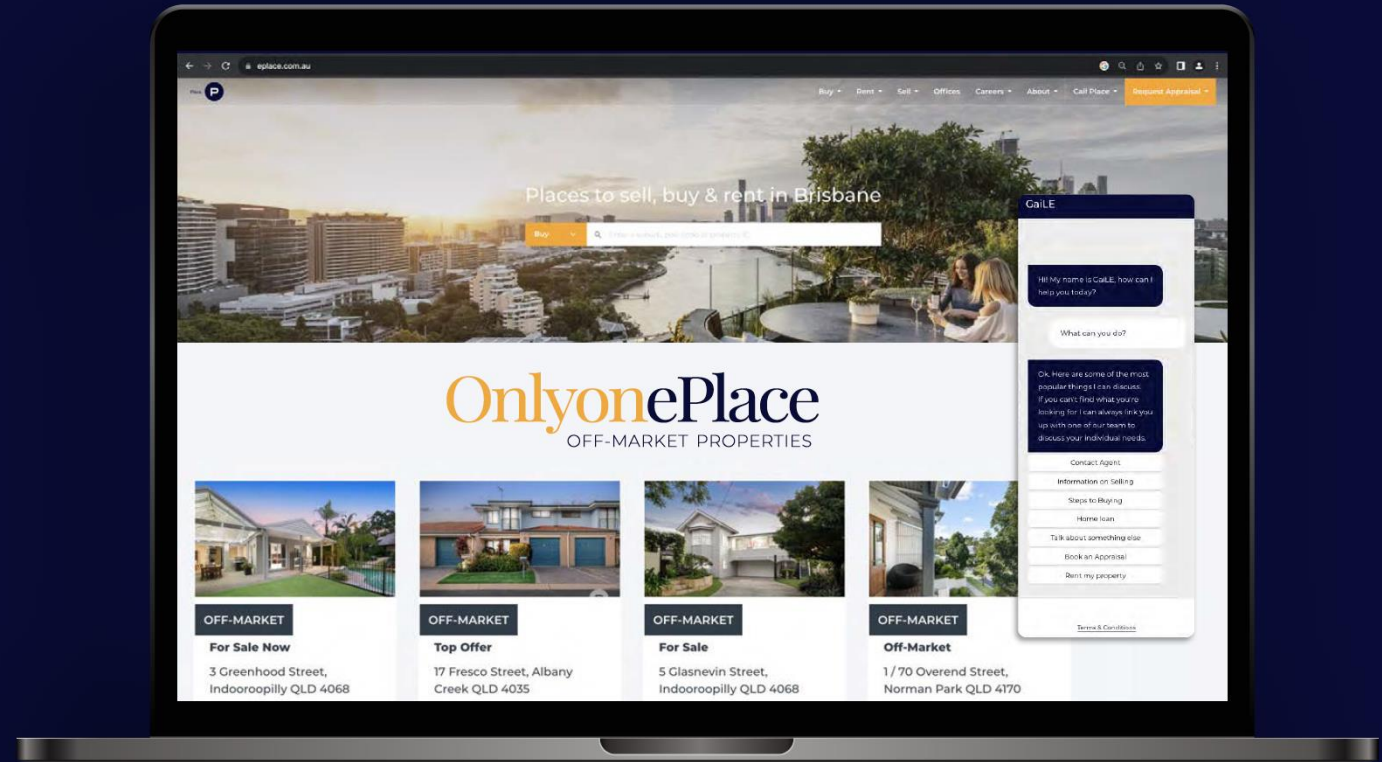 eplace.com.au
Place P
Buy Rent Sell Offices Careers About Call Place Request Appraisal
Places to sell, buy & rent in Brisbane
Buy
OnlyonePlace
OFF-MARKET PROPERTIES
OFF-MARKET
For Sale Now
3 Greenhood Street,
Indooroopilly QLD 4068
OFF-MARKET
Top Offer
17 Fresco Street, Albany
Creek QLD 4035
OFF-MARKET
For Sale
5 Glasnevin Street,
Indooroopilly QLD 4068
OFF-MARKET
Off-Market
1 / 70 Overend Street,
Norman Park QLD 4170
GaiLE
Hi! My name is GaiLE, how can I
help you today?
What can you do?
Ok. Here are some of the most
popular things I can discuss.
If you can't find what you're
looking for I can always link you
up with one of our team to
discuss your individual needs.
Contact Agent
Information on Selling
Steps to Buying
Home loan
Talk about something else
Book an Appraisal
Rent my property
Terms & Conditions